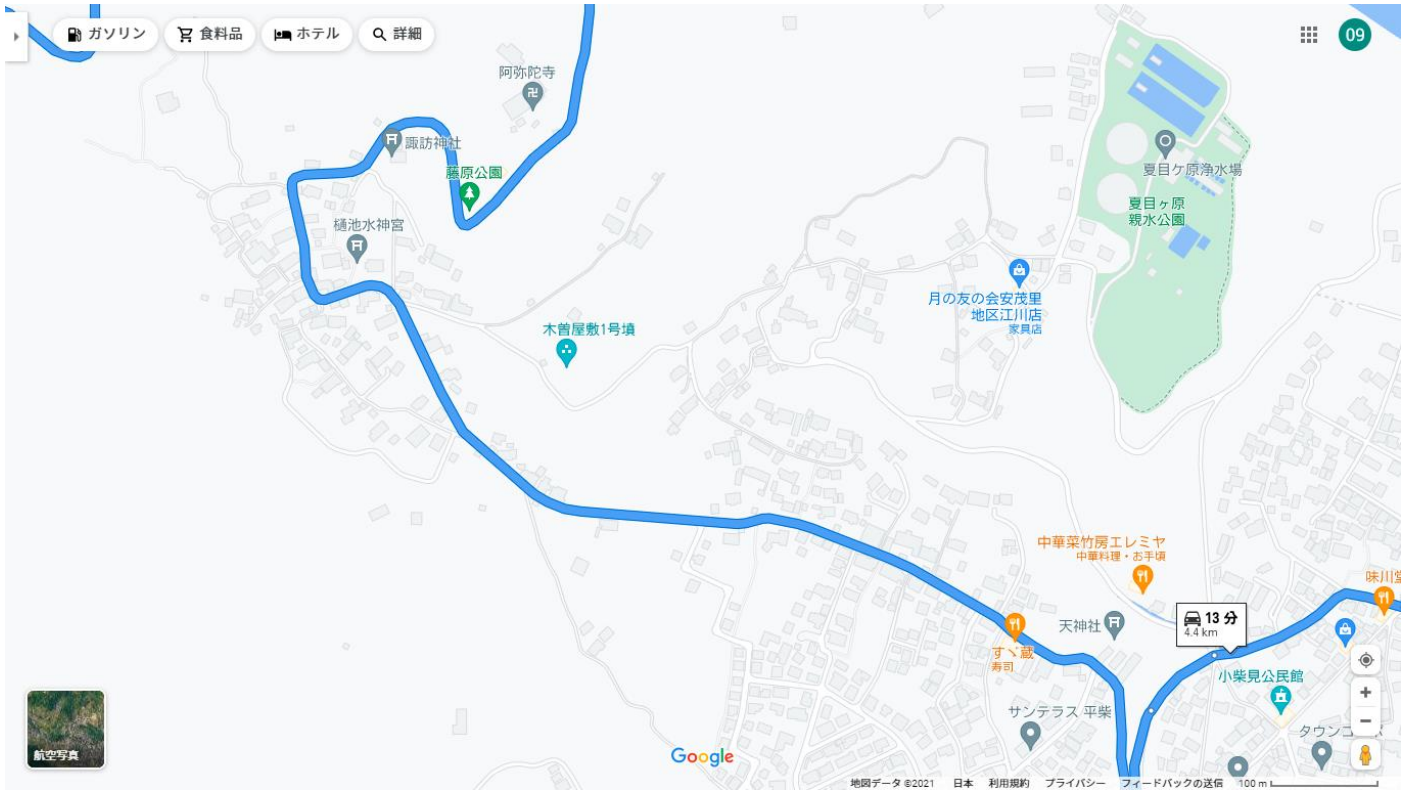 ガソリン
食料品
ホテル
詳細
09
阿弥陀寺
諏訪神社
藤原公園
樋池水神宮
夏目ケ原浄水場
夏目ヶ原
親水公園
月の友の会安茂里
地区江川店
家具店
木曽屋敷1号墳
中華菜竹房エレミヤ
中華料理・お手頃
味川堂
13 分
4.4 km
天神社
すゞ蔵
寿司
小柴見公民館
サンテラス 平柴
タウンコ
航空写真
Google
地図データ ©2021 日本 利用規約 プライバシー フィードバックの送信 100 m